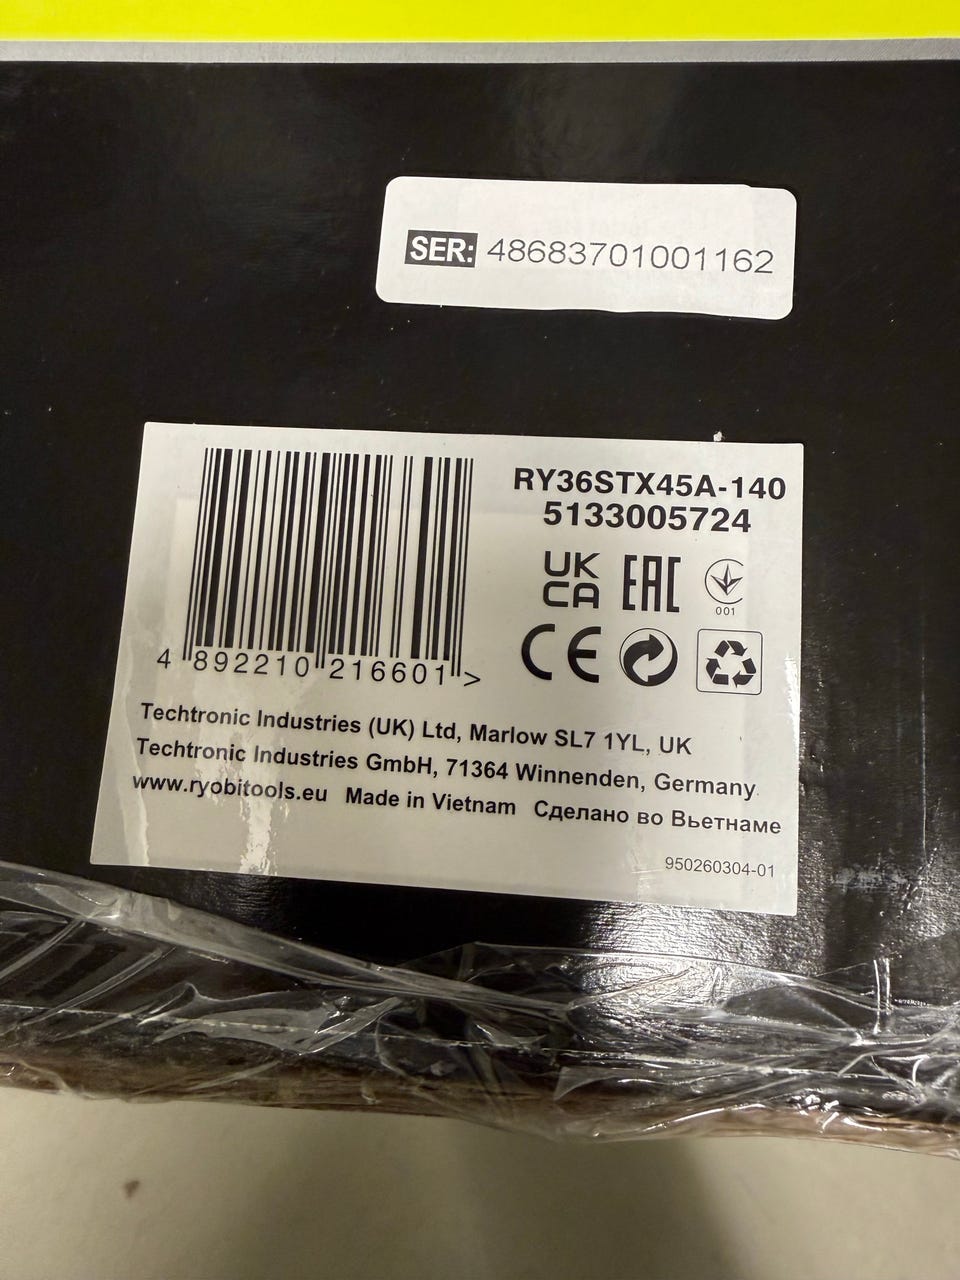 SER: 48683701001162
RY36STX45A-140
5133005724
UK
CA
EAC
001
CE
4 892210 216601 >
Techtronic Industries (UK) Ltd, Marlow SL7 1YL, UK
Techtronic Industries GmbH, 71364 Winnenden, Germany
www.ryobitools.eu Made in Vietnam Сделано во Вьетнаме
950260304-01